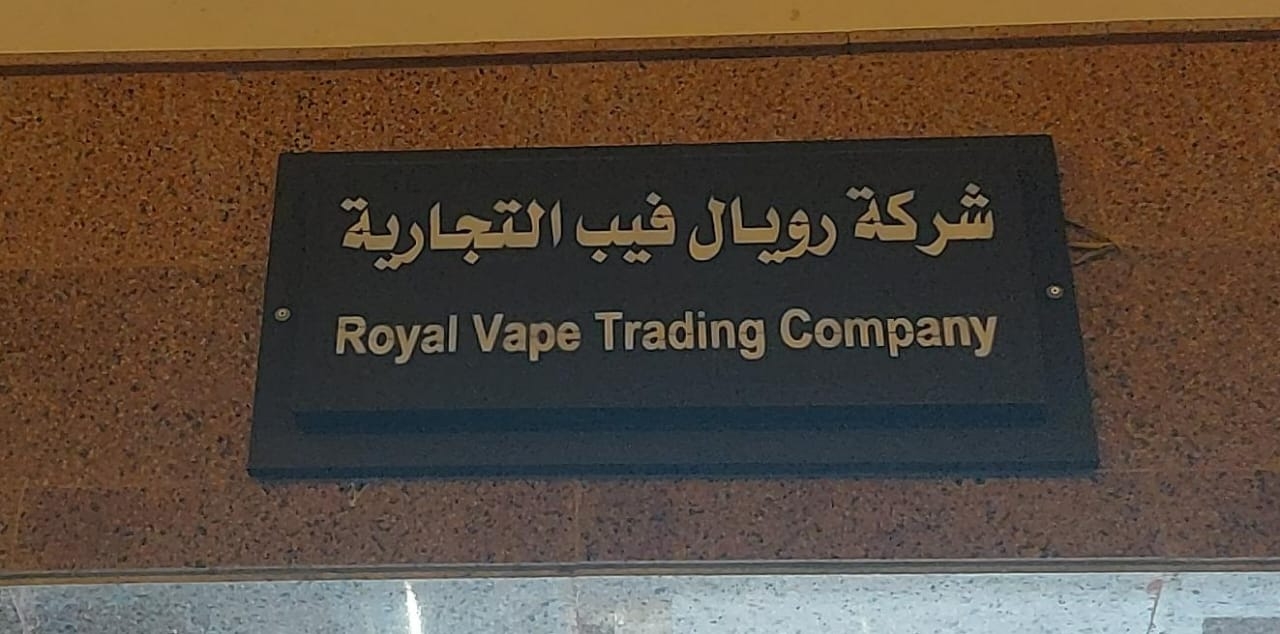 شركة رويال فيب التجارية
Royal Vape Trading Company